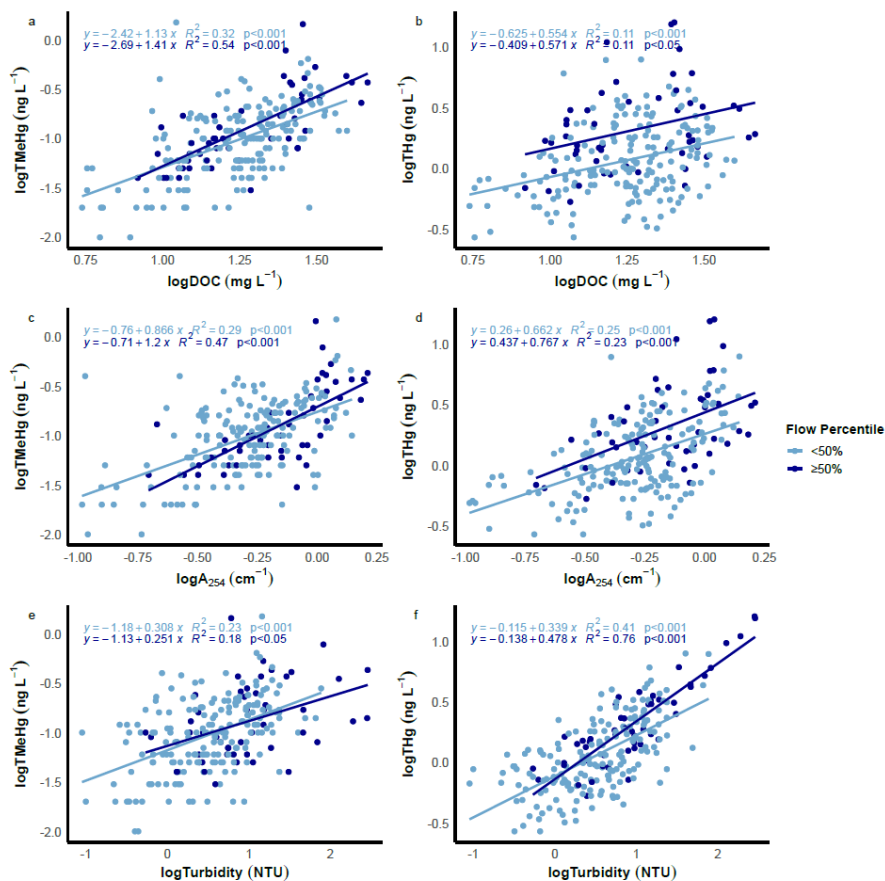 a
y = −2.42 + 1.13 x R² = 0.32 p<0.001
y = −2.69 + 1.41 x R² = 0.54 p<0.001
logTMeHg (ng L⁻¹)
0.0
-0.5
-1.0
-1.5
-2.0
0.75 1.00 1.25 1.50
logDOC (mg L⁻¹)
b
y = −0.625 + 0.554 x R² = 0.11 p<0.001
y = −0.409 + 0.571 x R² = 0.11 p<0.05
logTHg (ng L⁻¹)
1.0
0.5
0.0
-0.5
0.75 1.00 1.25 1.50
logDOC (mg L⁻¹)
c
y = −0.76 + 0.866 x R² = 0.29 p<0.001
y = −0.71 + 1.2 x R² = 0.47 p<0.001
logTMeHg (ng L⁻¹)
0.0
-0.5
-1.0
-1.5
-2.0
-1.00 -0.75 -0.50 -0.25 0.00 0.25
logA₂₅₄ (cm⁻¹)
d
y = 0.26 + 0.662 x R² = 0.25 p<0.001
y = 0.437 + 0.767 x R² = 0.23 p<0.001
logTHg (ng L⁻¹)
1.0
0.5
0.0
-0.5
-1.00 -0.75 -0.50 -0.25 0.00 0.25
logA₂₅₄ (cm⁻¹)
Flow Percentile
<50%
≥50%
e
y = −1.18 + 0.308 x R² = 0.23 p<0.001
y = −1.13 + 0.251 x R² = 0.18 p<0.05
logTMeHg (ng L⁻¹)
0.0
-0.5
-1.0
-1.5
-2.0
-1 0 1 2
logTurbidity (NTU)
f
y = −0.115 + 0.339 x R² = 0.41 p<0.001
y = −0.138 + 0.478 x R² = 0.76 p<0.001
logTHg (ng L⁻¹)
1.0
0.5
0.0
-0.5
-1 0 1 2
logTurbidity (NTU)